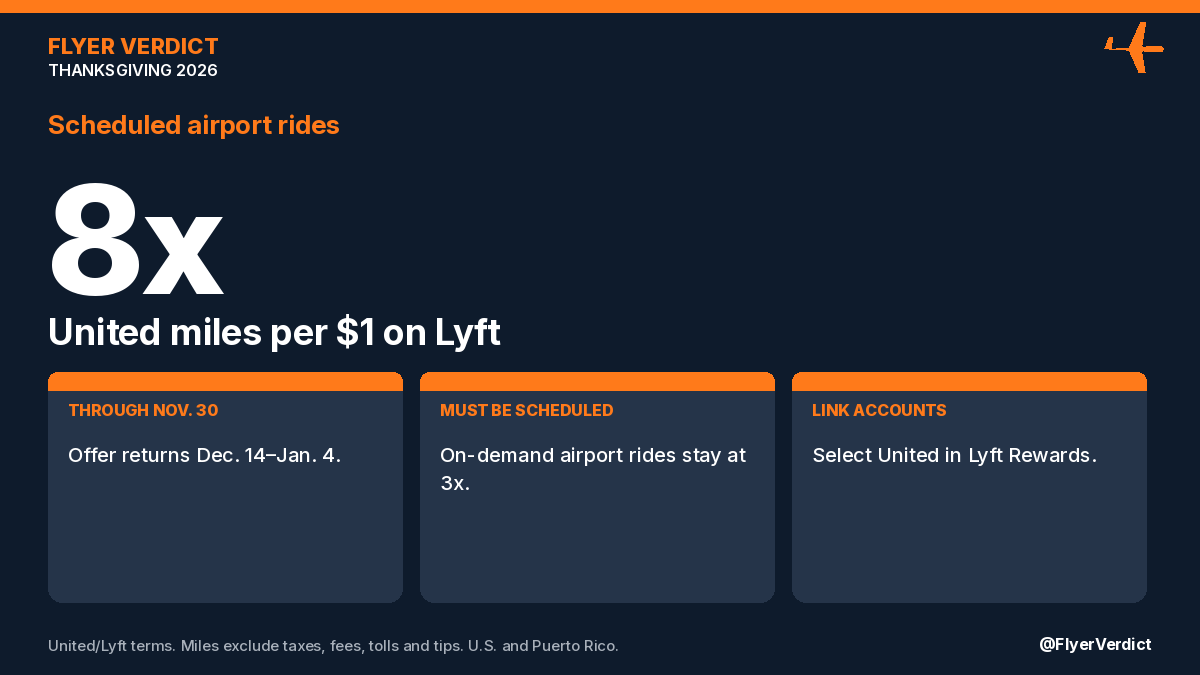 FLYER VERDICT
THANKSGIVING 2026
Scheduled airport rides
8x
United miles per $1 on Lyft
THROUGH NOV. 30
Offer returns Dec. 14–Jan. 4.
MUST BE SCHEDULED
On-demand airport rides stay at
3x.
LINK ACCOUNTS
Select United in Lyft Rewards.
United/Lyft terms. Miles exclude taxes, fees, tolls and tips. U.S. and Puerto Rico.
@FlyerVerdict